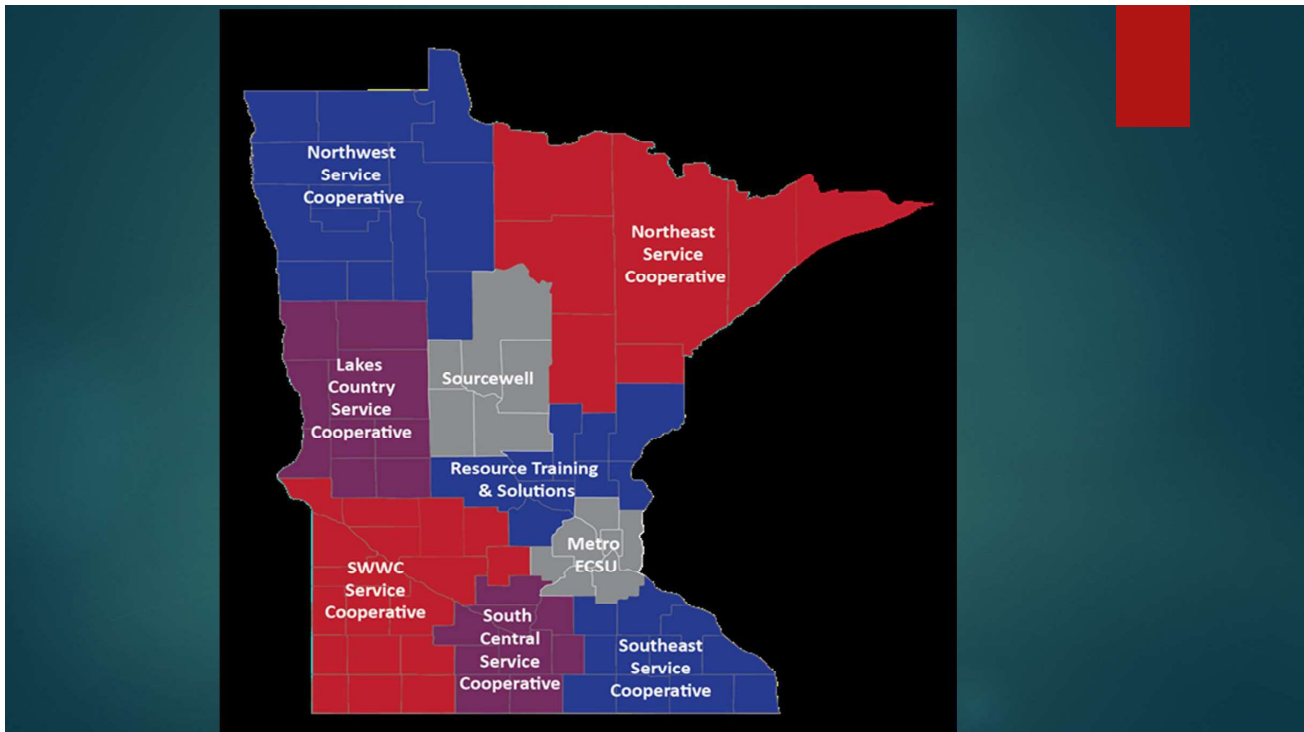 Northwest
Service
Cooperative
Northeast
Service
Cooperative
Lakes
Country
Service
Cooperative
Sourcewell
Resource Training
& Solutions
Metro
ECSU
SWWC
Service
Cooperative
South
Central
Service
Cooperative
Southeast
Service
Cooperative